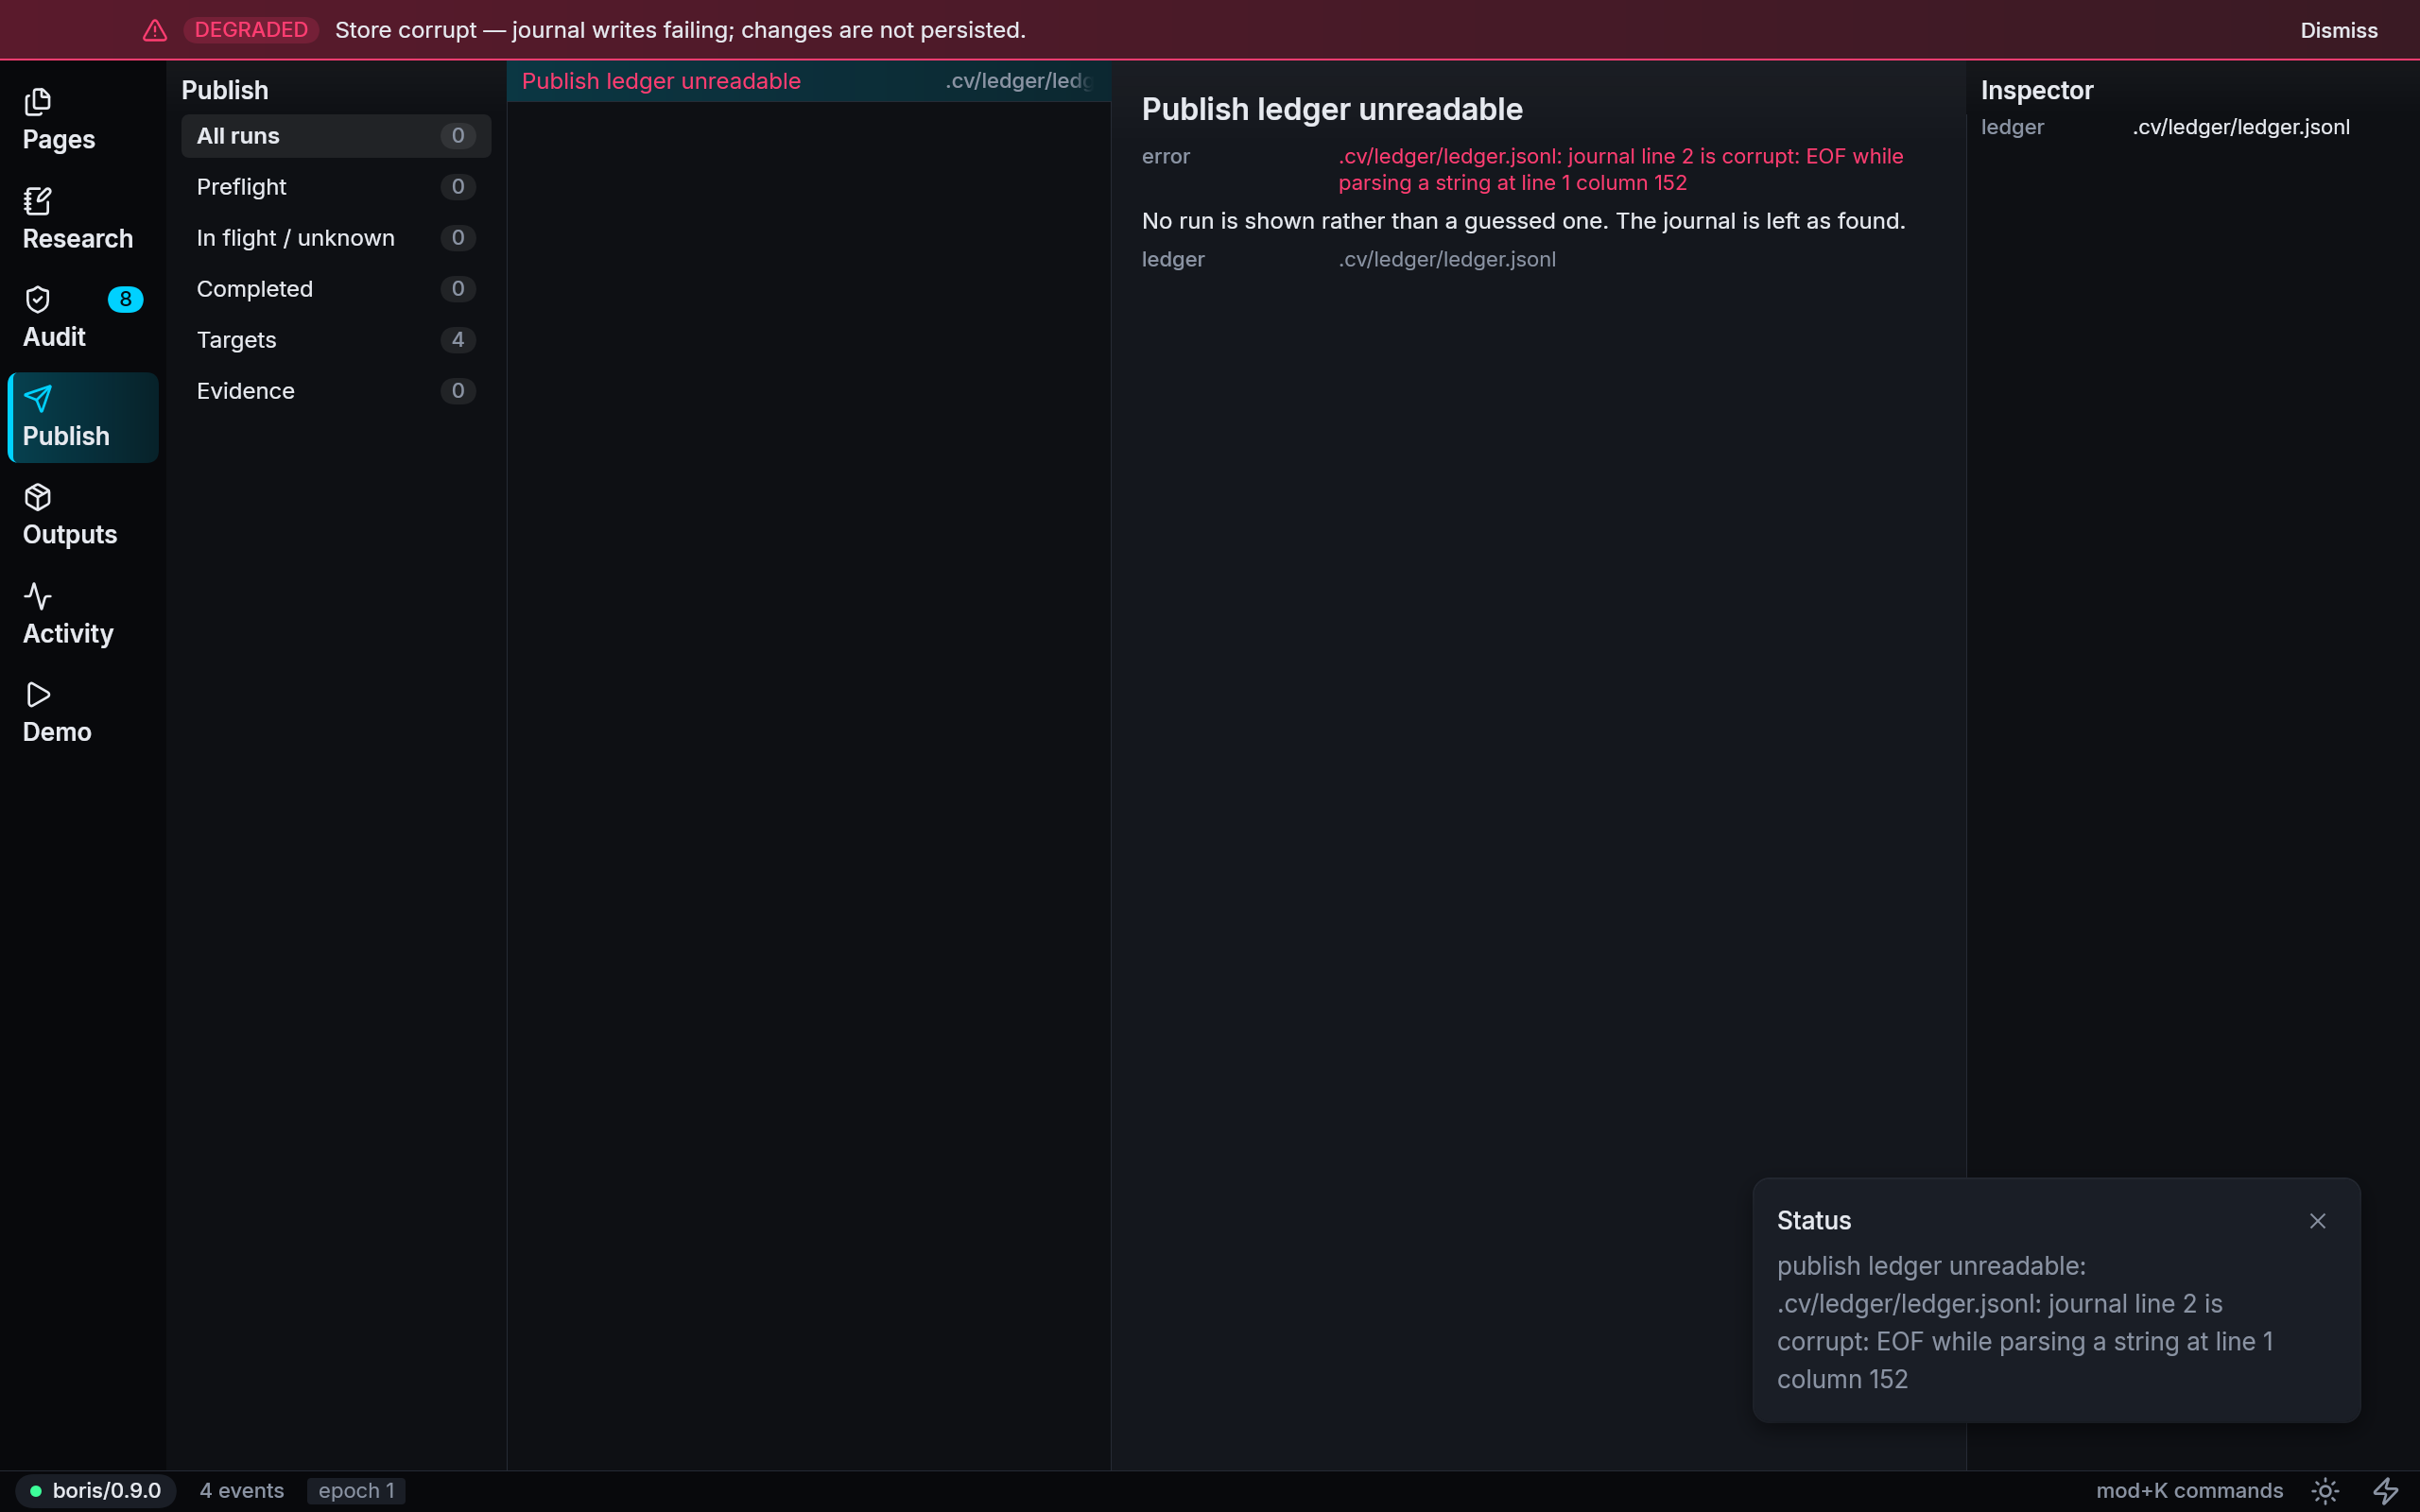 DEGRADED Store corrupt — journal writes failing; changes are not persisted. Dismiss
Pages
Research
8
Audit
Publish
Outputs
Activity
Demo
Publish
All runs 0
Preflight 0
In flight / unknown 0
Completed 0
Targets 4
Evidence 0
Publish ledger unreadable .cv/ledger/ledg
Publish ledger unreadable
error .cv/ledger/ledger.jsonl: journal line 2 is corrupt: EOF while
parsing a string at line 1 column 152
No run is shown rather than a guessed one. The journal is left as found.
ledger .cv/ledger/ledger.jsonl
Inspector
ledger .cv/ledger/ledger.jsonl
Status
publish ledger unreadable:
.cv/ledger/ledger.jsonl: journal line 2 is
corrupt: EOF while parsing a string at line 1
column 152
boris/0.9.0 4 events epoch 1 mod+K commands